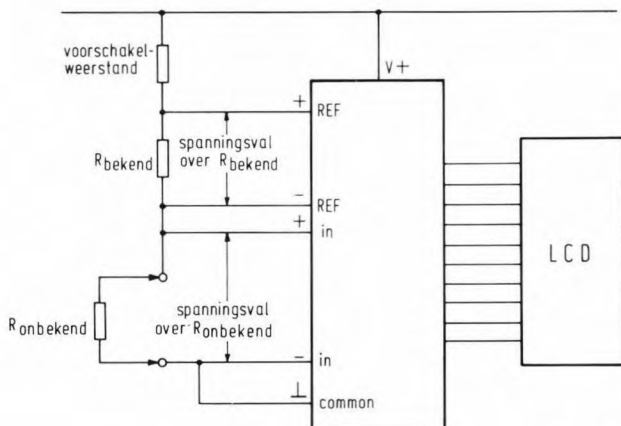 voorschakel-
weerstand
V+
+ REF
Rbekend
spanningsval
over Rbekend
- REF
+ in
LCD
Ronbekend
spanningsval
over Ronbekend
- in
⊥ common